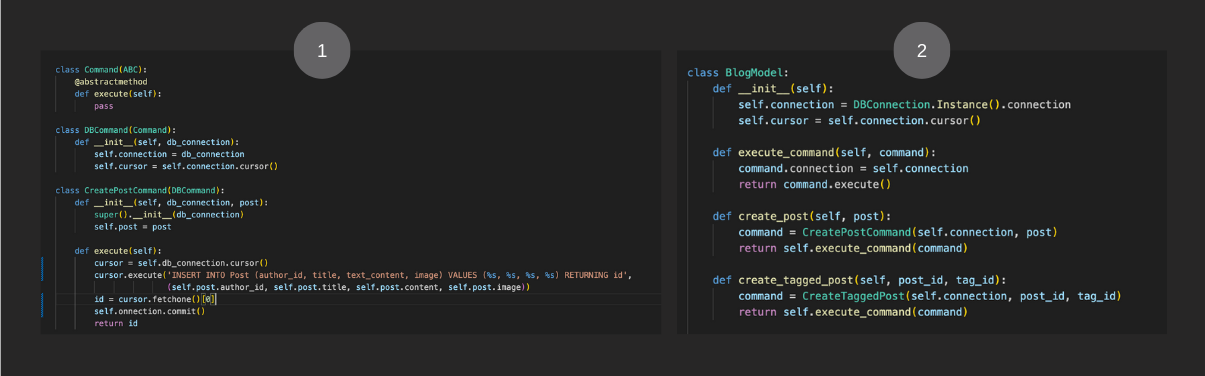 1
class Command(ABC):
    @abstractmethod
    def execute(self):
        pass
class DBCommand(Command):
    def __init__(self, db_connection):
        self.connection = db_connection
        self.cursor = self.connection.cursor()
class CreatePostCommand(DBCommand):
    def __init__(self, db_connection, post):
        super().__init__(db_connection)
        self.post = post
    def execute(self):
        cursor = self.db_connection.cursor()
        cursor.execute('INSERT INTO Post (author_id, title, text_content, image) VALUES (%s, %s, %s, %s) RETURNING id',
                       (self.post.author_id, self.post.title, self.post.content, self.post.image))
        id = cursor.fetchone()[0]
        self.onnection.commit()
        return id
2
class BlogModel:
    def __init__(self):
        self.connection = DBConnection.Instance().connection
        self.cursor = self.connection.cursor()
    def execute_command(self, command):
        command.connection = self.connection
        return command.execute()
    def create_post(self, post):
        command = CreatePostCommand(self.connection, post)
        return self.execute_command(command)
    def create_tagged_post(self, post_id, tag_id):
        command = CreateTaggedPost(self.connection, post_id, tag_id)
        return self.execute_command(command)